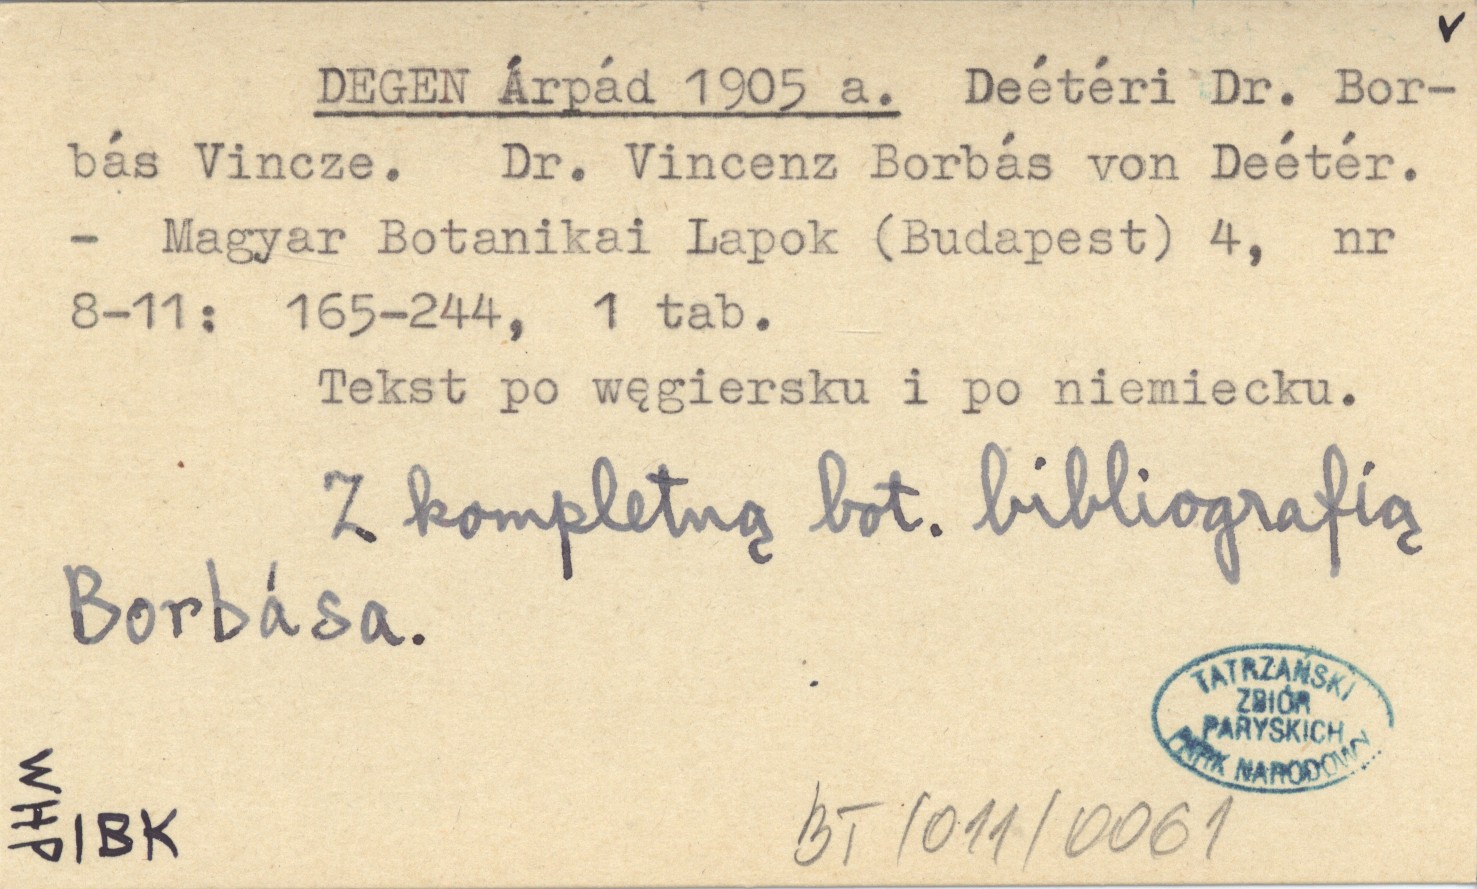 ✓
DEGEN Árpád 1905 a. Deétéri Dr. Bor-
bás Vincze. Dr. Vincenz Borbás von Deétér.
- Magyar Botanikai Lapok (Budapest) 4, nr
8-11: 165-244, 1 tab.
Tekst po węgiersku i po niemiecku.
Z kompletną bot. bibliografią
Borbása.
TATRZAŃSKI
ZBIÓR
PARYSKICH
PARK NARODOWY
WHP
IBK
BT/011/0061